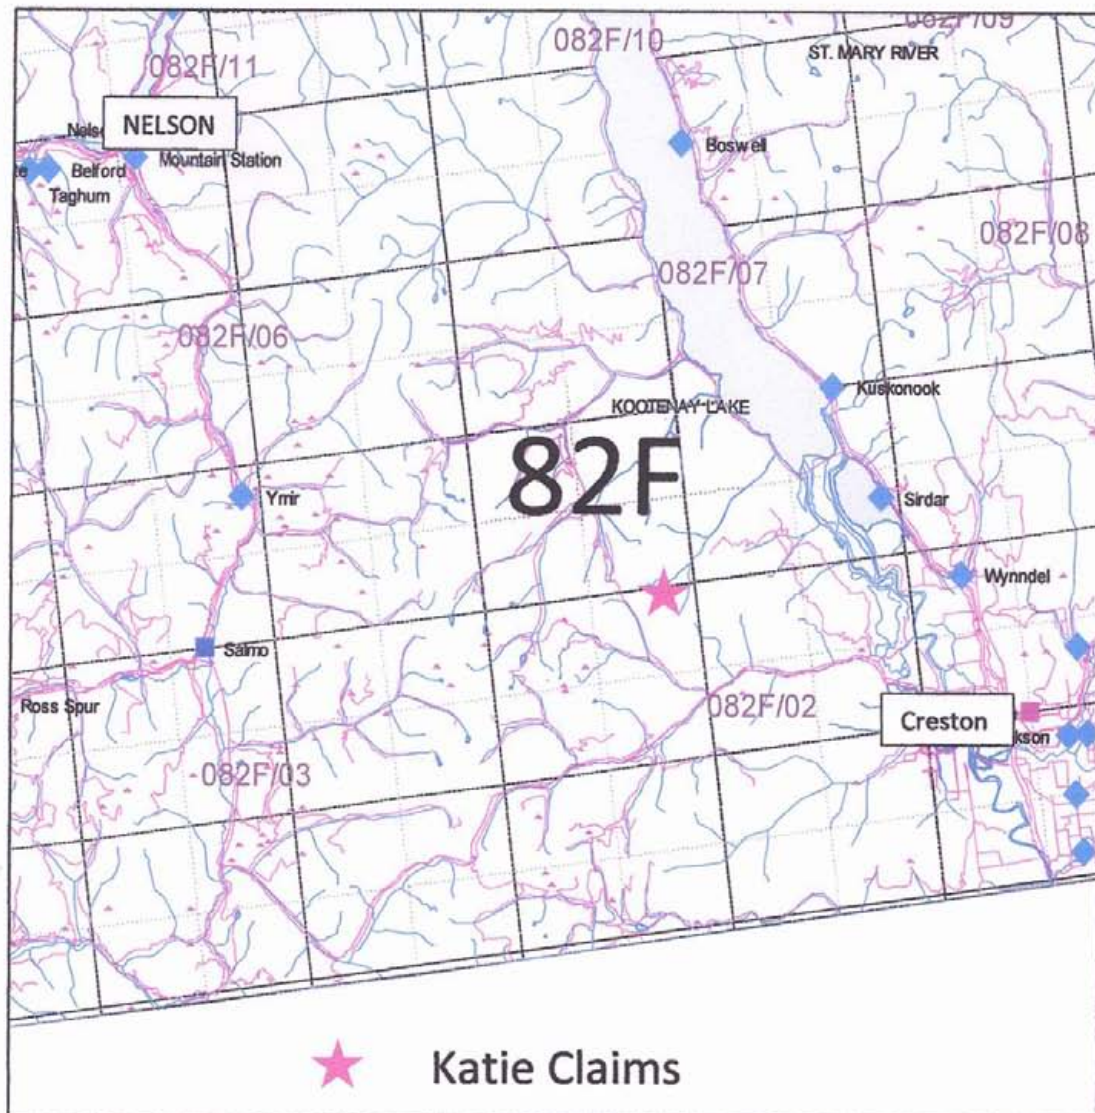 082F/10
082F/09
ST. MARY RIVER
082F/11
NELSON
Boswell
Mountain Station
Belford
Taghum
082F/08
082F/07
082F/06
Kuskonook
KOOTENAY LAKE
82F
Ymir
Sirdar
Wynndel
Salmo
Ross Spur
082F/02
Creston
kson
082F/03
Katie Claims